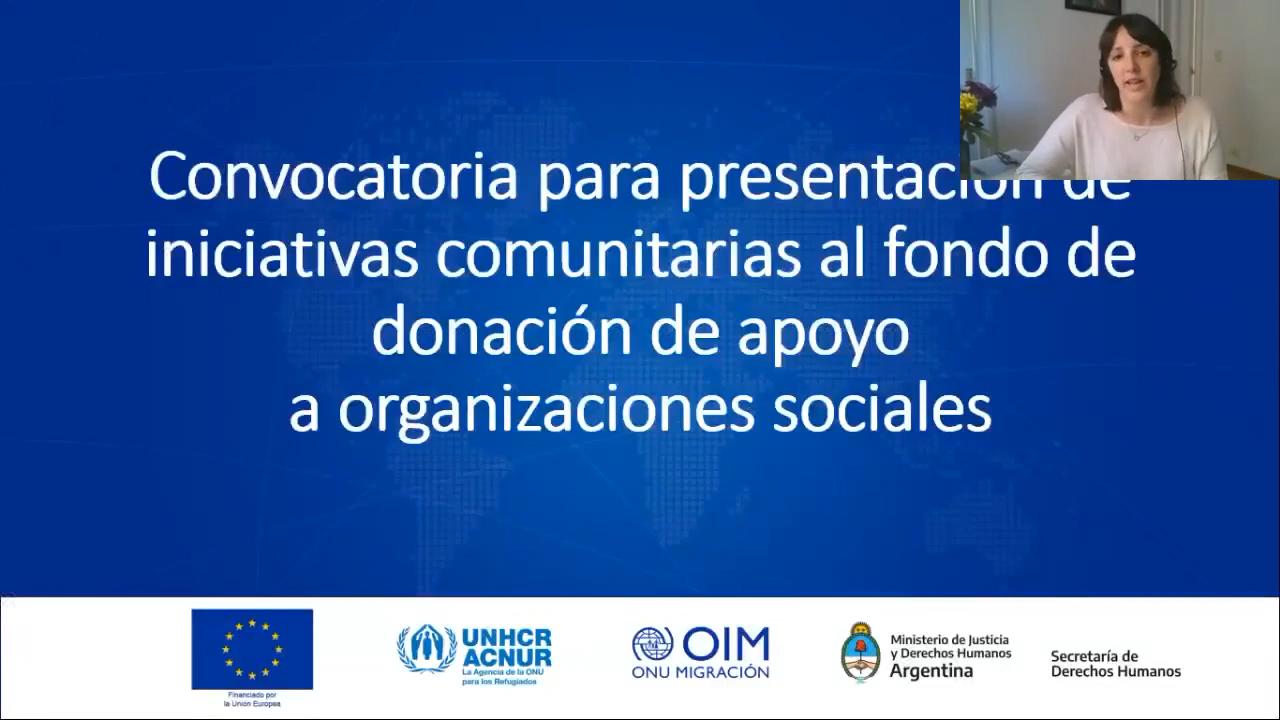 Convocatoria para presentación de
iniciativas comunitarias al fondo de
donación de apoyo
a organizaciones sociales
Financiado por
la Unión Europea
UNHCR
ACNUR
La Agencia de la ONU
para los Refugiados
OIM
ONU MIGRACIÓN
Ministerio de Justicia
y Derechos Humanos
Argentina
Secretaría de
Derechos Humanos